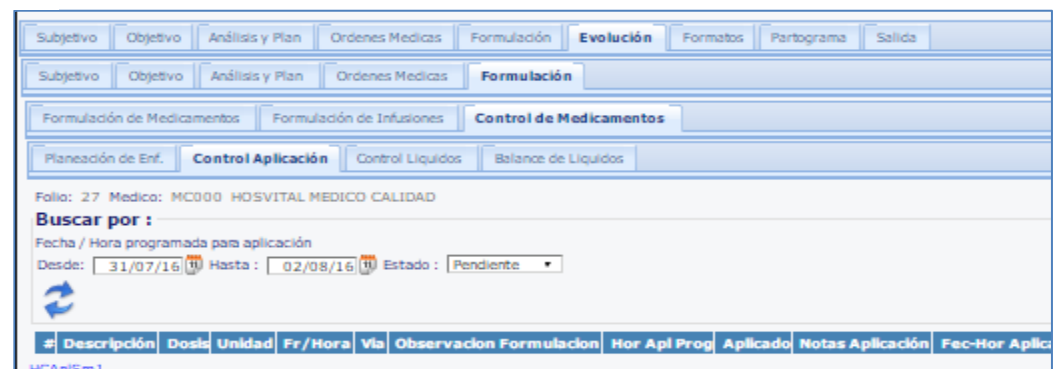 Subjetivo Objetivo Análisis y Plan Ordenes Medicas Formulación Evolución Formatos Partograma Salida
Subjetivo Objetivo Análisis y Plan Ordenes Medicas Formulación
Formulación de Medicamentos Formulación de Infusiones Control de Medicamentos
Planeación de Enf. Control Aplicación Control Liquidos Balance de Liquidos
Folio: 27 Medico: MC000 HOSVITAL MEDICO CALIDAD
Buscar por :
Fecha / Hora programada para aplicación
Desde: 31/07/16 Hasta : 02/08/16 Estado : Pendiente
# Descripción Dosis Unidad Fr/Hora Via Observacion Formulacion Hor Apl Prog Aplicado Notas Aplicación Fec-Hor Aplica